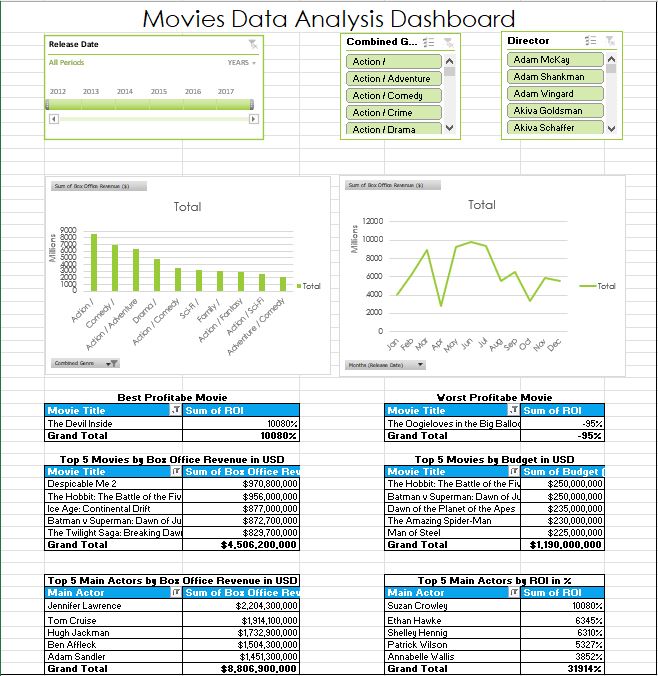 Movies Data Analysis Dashboard
Release Date
All Periods YEARS
2012 2013 2014 2015 2016 2017
Combined G...
Action /
Action / Adventure
Action / Comedy
Action / Crime
Action / Drama
Director
Adam McKay
Adam Shankman
Adam Wingard
Akiva Goldsman
Akiva Schaffer
Sum of Box Office Revenue ($)
Total
Millions
9000
8000
7000
6000
5000
4000
3000
2000
1000
0
Action /
Comedy /
Action / Adventure
Drama /
Action / Comedy
Sci-Fi /
Family /
Action / Fantasy
Action / Sci-Fi
Adventure / Comedy
Total
Combined Genre
Sum of Box Office Revenue ($)
Total
Millions
12000
10000
8000
6000
4000
2000
0
Jan Feb Mar Apr May Jun Jul Aug Sep Oct Nov Dec
Total
Months (Release Date)
Best Profitabe Movie
Movie Title Sum of ROI
The Devil Inside 10080%
Grand Total 10080%
Worst Profitabe Movie
Movie Title Sum of ROI
The Oogieloves in the Big Balloo -95%
Grand Total -95%
Top 5 Movies by Box Office Revenue in USD
Movie Title Sum of Box Office Rev
Despicable Me 2 $970,800,000
The Hobbit: The Battle of the Fiv $956,000,000
Ice Age: Continental Drift $877,000,000
Batman v Superman: Dawn of Ju $872,700,000
The Twilight Saga: Breaking Daw $829,700,000
Grand Total $4,506,200,000
Top 5 Movies by Budget in USD
Movie Title Sum of Budget (
The Hobbit: The Battle of the Fiv $250,000,000
Batman v Superman: Dawn of Ju $250,000,000
Dawn of the Planet of the Apes $235,000,000
The Amazing Spider-Man $230,000,000
Man of Steel $225,000,000
Grand Total $1,190,000,000
Top 5 Main Actors by Box Office Revenue in USD
Main Actor Sum of Box Office Rev
Jennifer Lawrence $2,204,300,000
Tom Cruise $1,914,100,000
Hugh Jackman $1,732,900,000
Ben Affleck $1,504,300,000
Adam Sandler $1,451,300,000
Grand Total $8,806,900,000
Top 5 Main Actors by ROI in %
Main Actor Sum of ROI
Suzan Crowley 10080%
Ethan Hawke 6345%
Shelley Hennig 6310%
Patrick Wilson 5327%
Annabelle Wallis 3852%
Grand Total 31914%